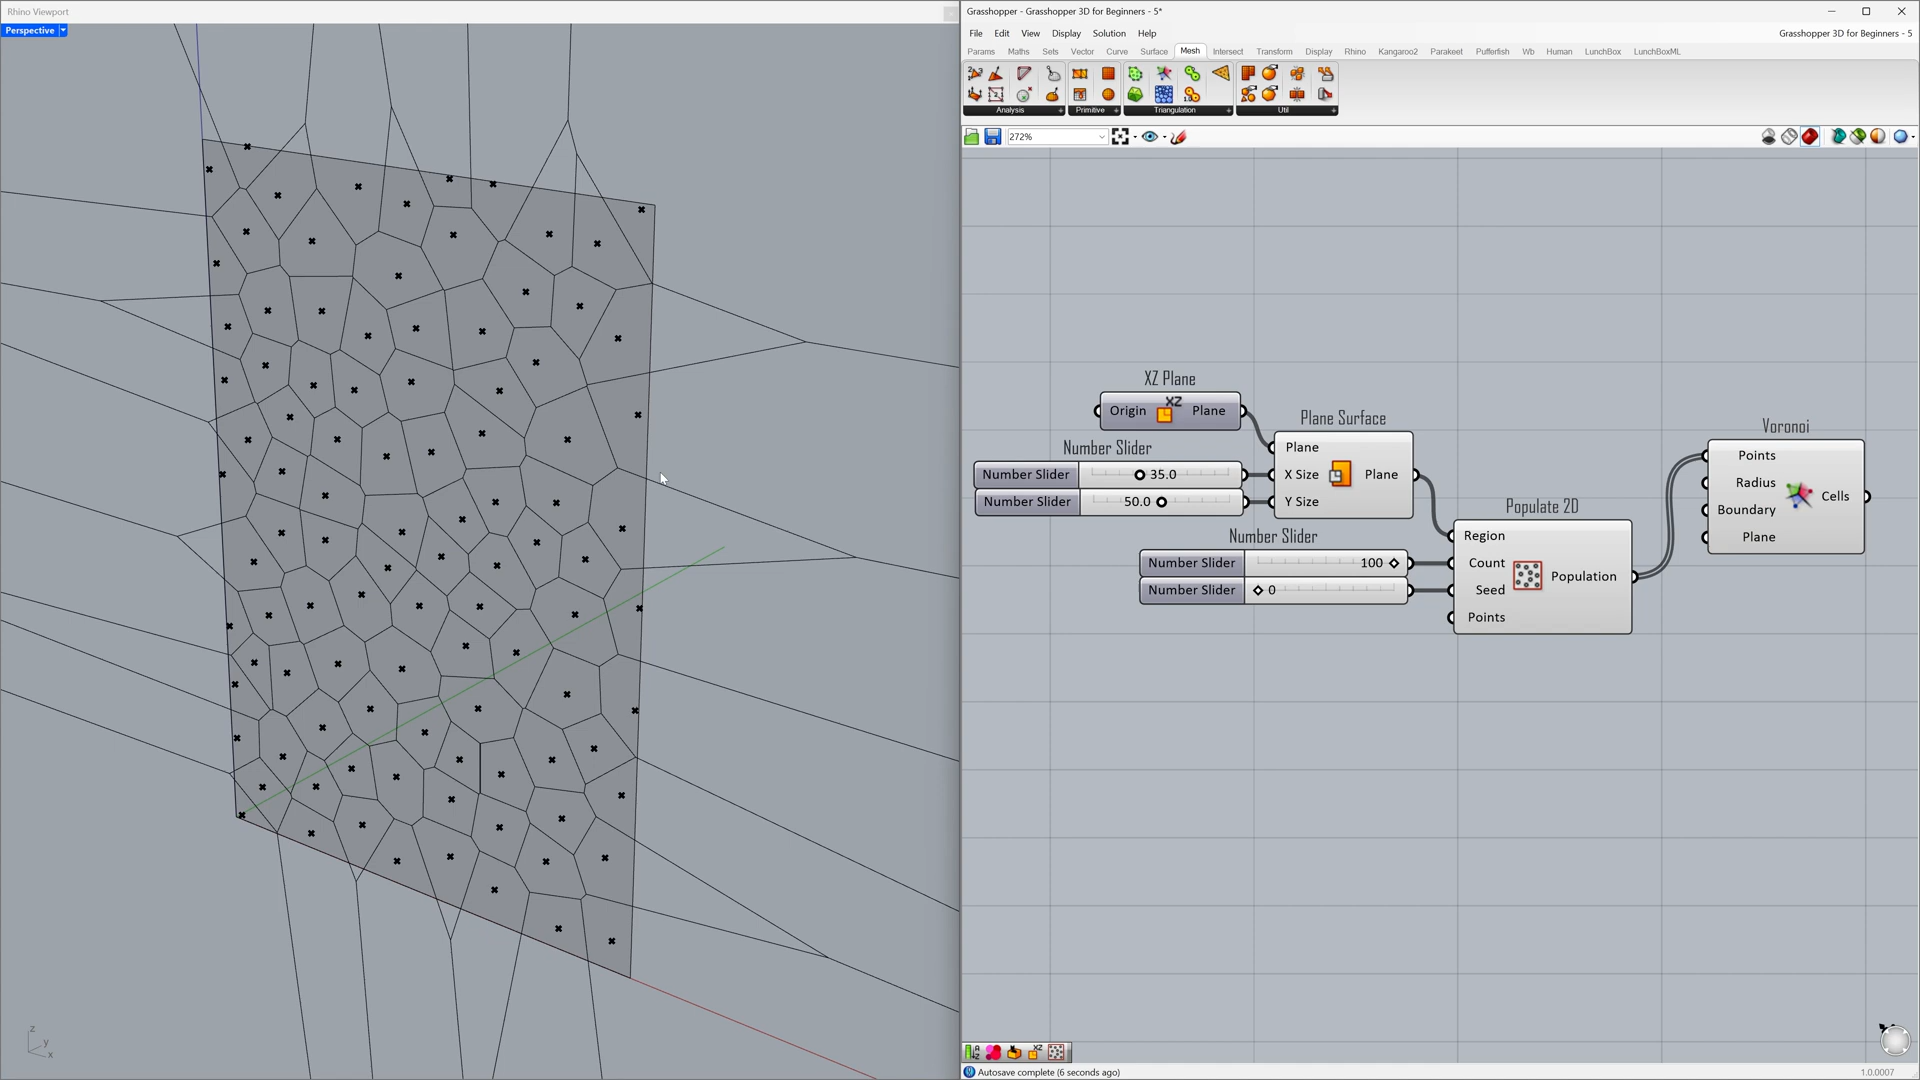 Rhino Viewport
Perspective
z
y
x
Grasshopper - Grasshopper 3D for Beginners - 5*
File Edit View Display Solution Help
Grasshopper 3D for Beginners - 5
Params Maths Sets Vector Curve Surface Mesh Intersect Transform Display Rhino Kangaroo2 Parakeet Pufferfish Wb Human LunchBox LunchBoxML
Analysis + Primitive + Triangulation + Util +
272%
XZ Plane
Origin XZ Plane
Plane Surface
Plane
X Size
Y Size
Plane
Number Slider
Number Slider 35.0
Number Slider 50.0
Number Slider
Number Slider 100
Number Slider 0
Populate 2D
Region
Count
Seed
Points
Population
Voronoi
Points
Radius
Boundary
Plane
Cells
XZ
Autosave complete (6 seconds ago)
1.0.0007